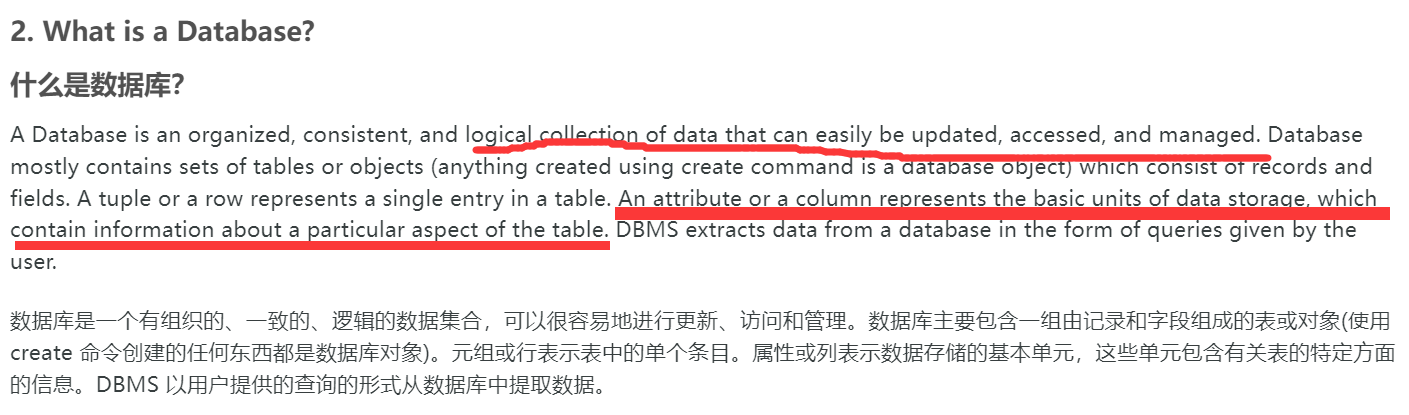 2. What is a Database?
什么是数据库?
A Database is an organized, consistent, and logical collection of data that can easily be updated, accessed, and managed. Database
mostly contains sets of tables or objects (anything created using create command is a database object) which consist of records and
fields. A tuple or a row represents a single entry in a table. An attribute or a column represents the basic units of data storage, which
contain information about a particular aspect of the table. DBMS extracts data from a database in the form of queries given by the
user.
数据库是一个有组织的、一致的、逻辑的数据集合，可以很容易地进行更新、访问和管理。数据库主要包含一组由记录和字段组成的表或对象(使用
create 命令创建的任何东西都是数据库对象)。元组或行表示表中的单个条目。属性或列表示数据存储的基本单元，这些单元包含有关表的特定方面
的信息。DBMS 以用户提供的查询的形式从数据库中提取数据。